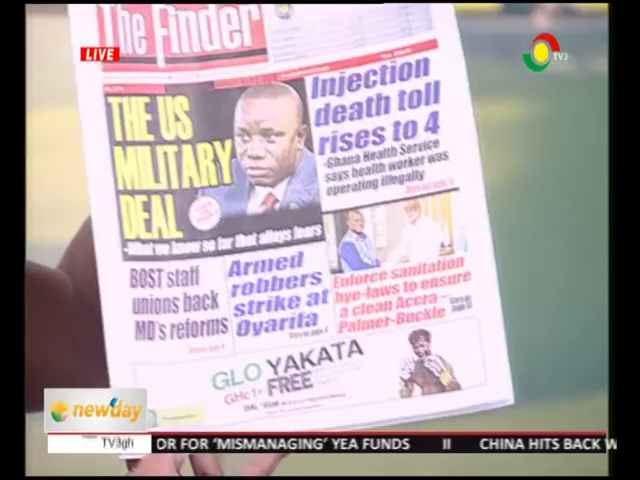 The Finder
LIVE
TV3
THE US
MILITARY
DEAL
-What we know so far that allays fears
Injection
death toll
rises to 4
-Ghana Health Service
says health worker was
operating illegally
BOST staff
unions back
MD's reforms
Armed
robbers
strike at
Oyarifa
Enforce sanitation
bye-laws to ensure
a clean Accra —
Palmer-Buckle
GLO YAKATA
GHc1=
FREE
newday
TV3gh
OR FOR 'MISMANAGING' YEA FUNDS II CHINA HITS BACK W